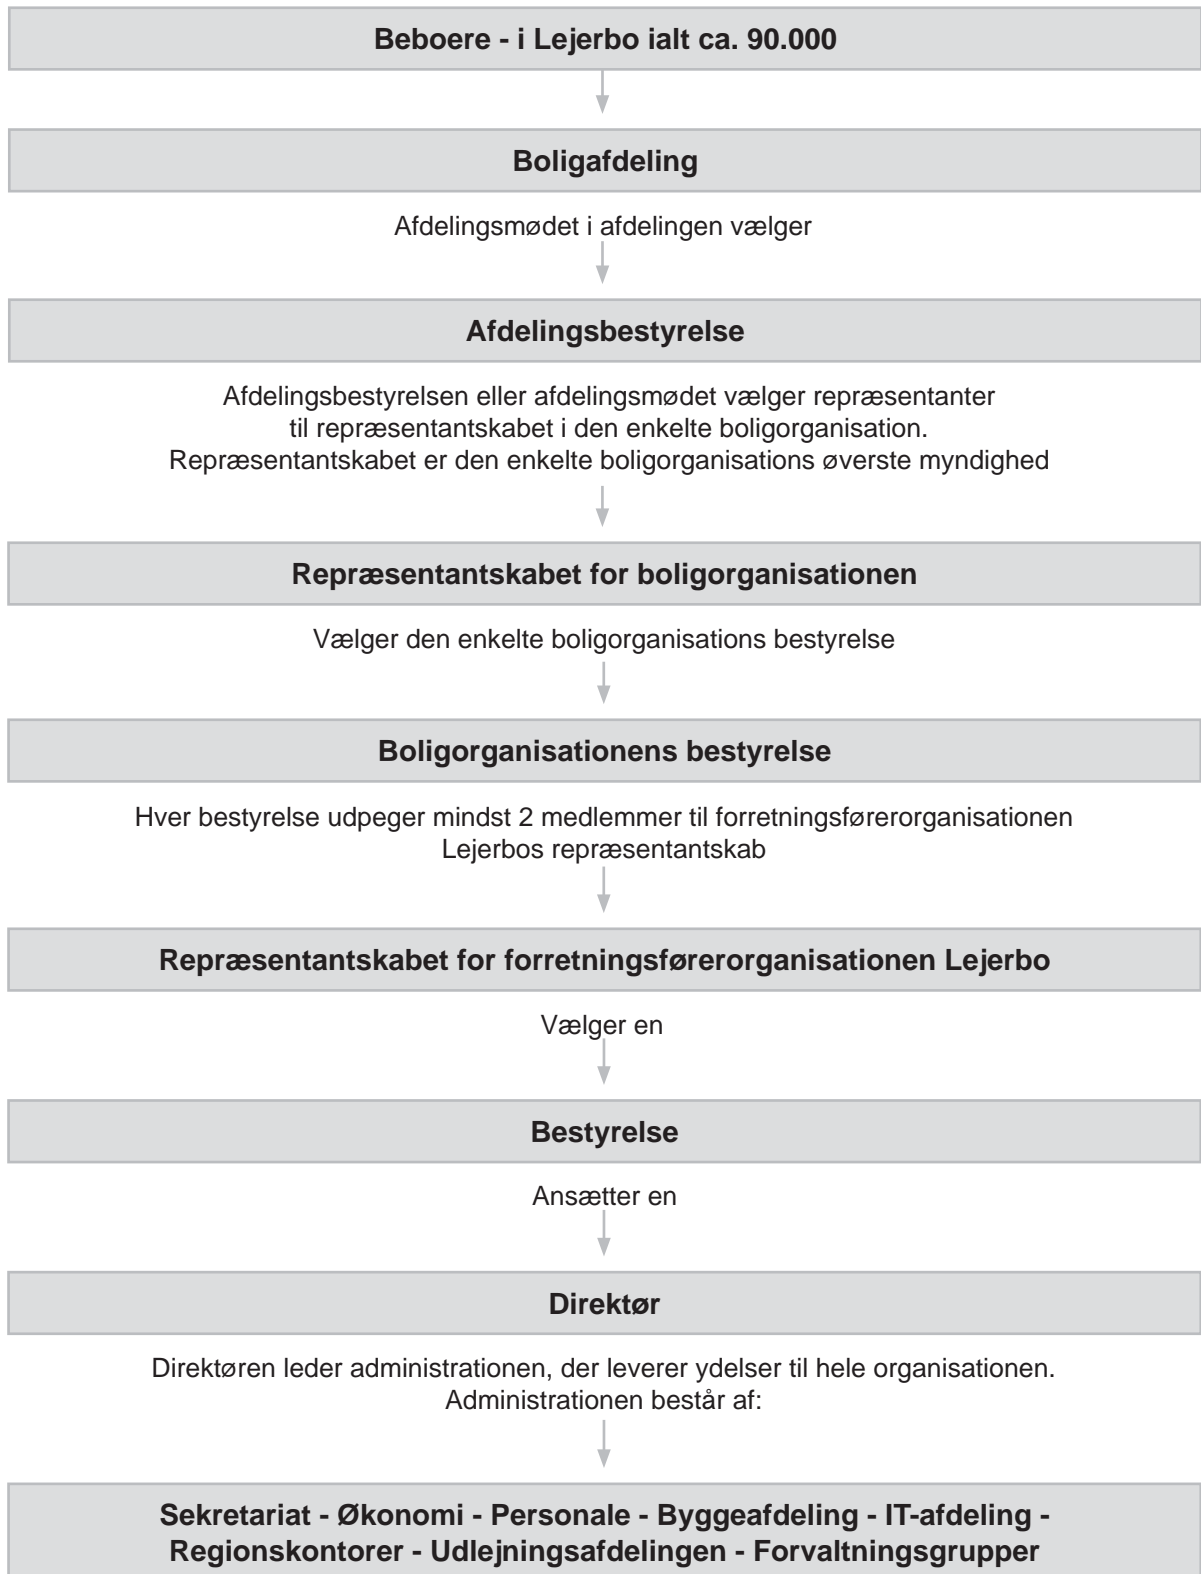 Beboere - i Lejerbo ialt ca. 90.000
Boligafdeling
Afdelingsmødet i afdelingen vælger
Afdelingsbestyrelse
Afdelingsbestyrelsen eller afdelingsmødet vælger repræsentanter
til repræsentantskabet i den enkelte boligorganisation.
Repræsentantskabet er den enkelte boligorganisations øverste myndighed
Repræsentantskabet for boligorganisationen
Vælger den enkelte boligorganisations bestyrelse
Boligorganisationens bestyrelse
Hver bestyrelse udpeger mindst 2 medlemmer til forretningsførerorganisationen
Lejerbos repræsentantskab
Repræsentantskabet for forretningsførerorganisationen Lejerbo
Vælger en
Bestyrelse
Ansætter en
Direktør
Direktøren leder administrationen, der leverer ydelser til hele organisationen.
Administrationen består af:
Sekretariat - Økonomi - Personale - Byggeafdeling - IT-afdeling -
Regionskontorer - Udlejningsafdelingen - Forvaltningsgrupper